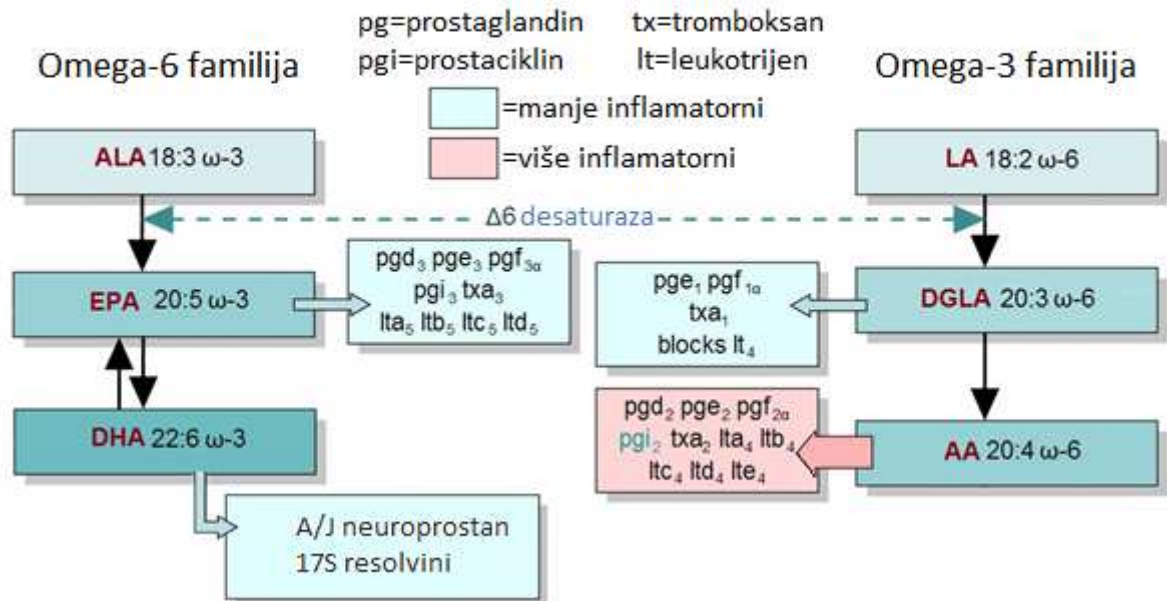 pg=prostaglandin tx=tromboksan
pgi=prostaciklin lt=leukotrijen
Omega-6 familija
Omega-3 familija
=manje inflamatorni
=više inflamatorni
ALA 18:3 ω-3
LA 18:2 ω-6
Δ6 desaturaza
EPA 20:5 ω-3
pgd₃ pge₃ pgf₃α
pgi₃ txa₃
lta₅ ltb₅ ltc₅ ltd₅
pge₁ pgf₁α
txa₁
blocks lt₄
DGLA 20:3 ω-6
DHA 22:6 ω-3
pgd₂ pge₂ pgf₂α
pgi₂ txa₂ lta₄ ltb₄
ltc₄ ltd₄ lte₄
AA 20:4 ω-6
A/J neuroprostan
17S resolvini